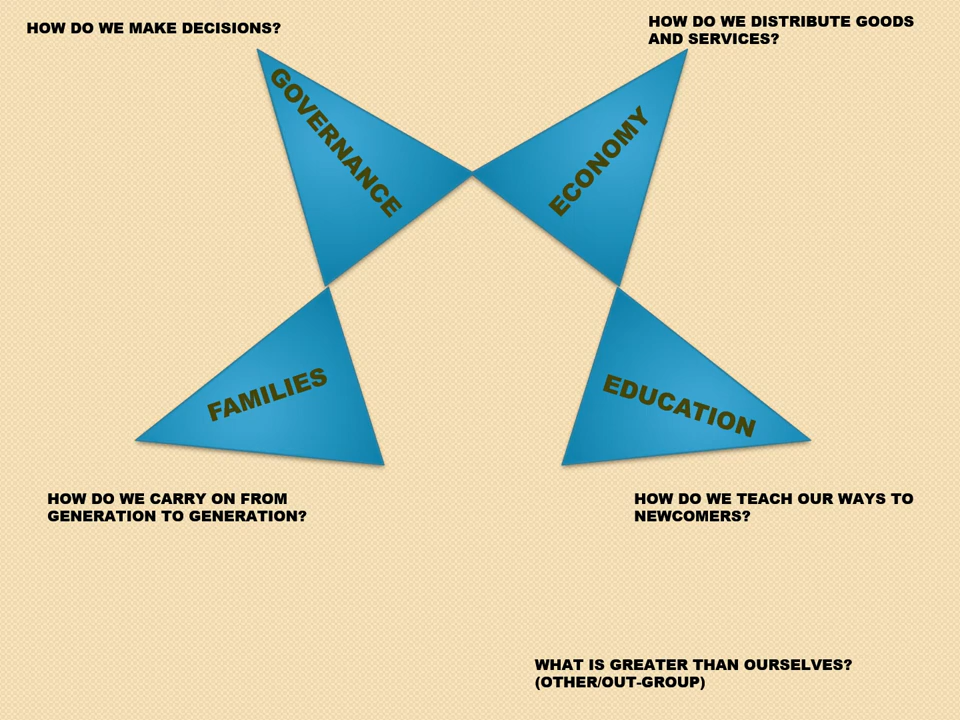 HOW DO WE MAKE DECISIONS?
HOW DO WE DISTRIBUTE GOODS
AND SERVICES?
GOVERNANCE
ECONOMY
FAMILIES
EDUCATION
HOW DO WE CARRY ON FROM
GENERATION TO GENERATION?
HOW DO WE TEACH OUR WAYS TO
NEWCOMERS?
WHAT IS GREATER THAN OURSELVES?
(OTHER/OUT-GROUP)